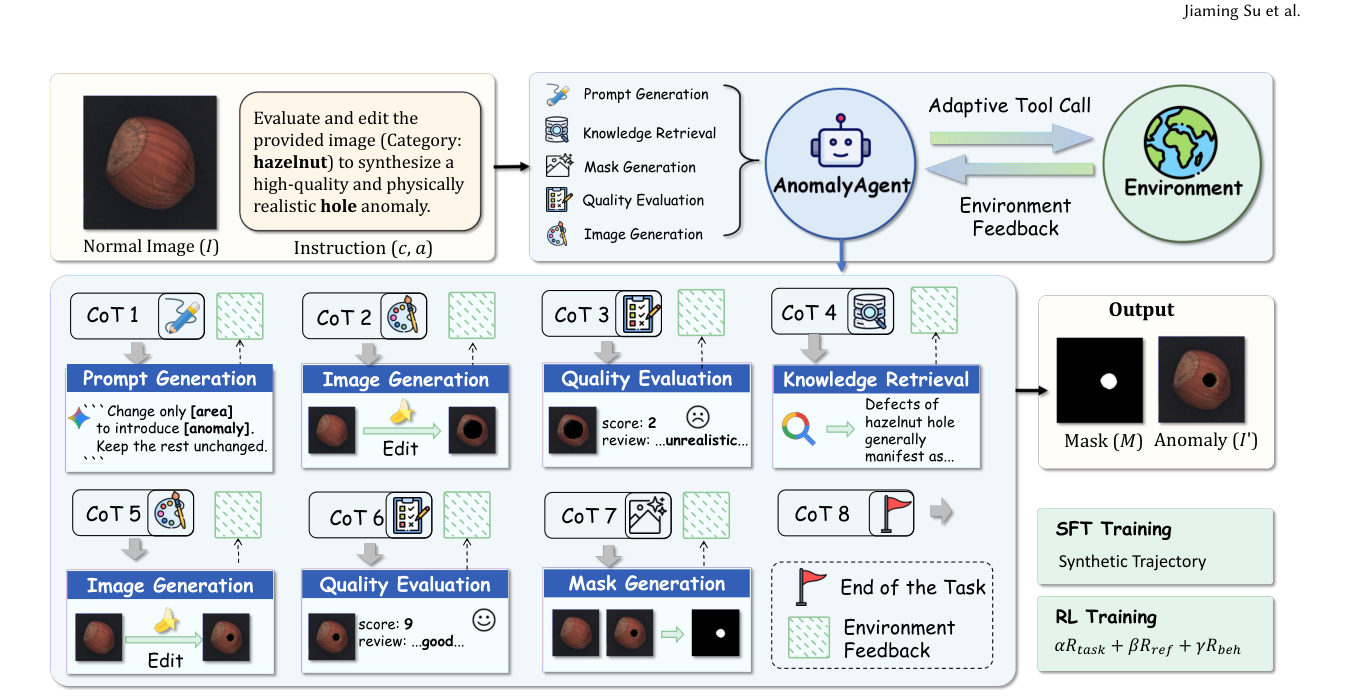 Jiaming Su et al.
Evaluate and edit the
provided image (Category:
hazelnut) to synthesize a
high-quality and physically
realistic hole anomaly.
Normal Image (I)
Instruction (c, a)
Prompt Generation
Knowledge Retrieval
Mask Generation
Quality Evaluation
Image Generation
AnomalyAgent
Adaptive Tool Call
Environment
Feedback
Environment
CoT 1
Prompt Generation
```Change only [area]
to introduce [anomaly].
Keep the rest unchanged.
```
CoT 2
Image Generation
Edit
CoT 3
Quality Evaluation
score: 2
review: ...unrealistic...
CoT 4
Knowledge Retrieval
Defects of
hazelnut hole
generally
manifest as...
CoT 5
Image Generation
Edit
CoT 6
Quality Evaluation
score: 9
review: ...good...
CoT 7
Mask Generation
CoT 8
End of the Task
Environment
Feedback
Output
Mask (M)
Anomaly (I')
SFT Training
Synthetic Trajectory
RL Training
αR_task + βR_ref + γR_beh